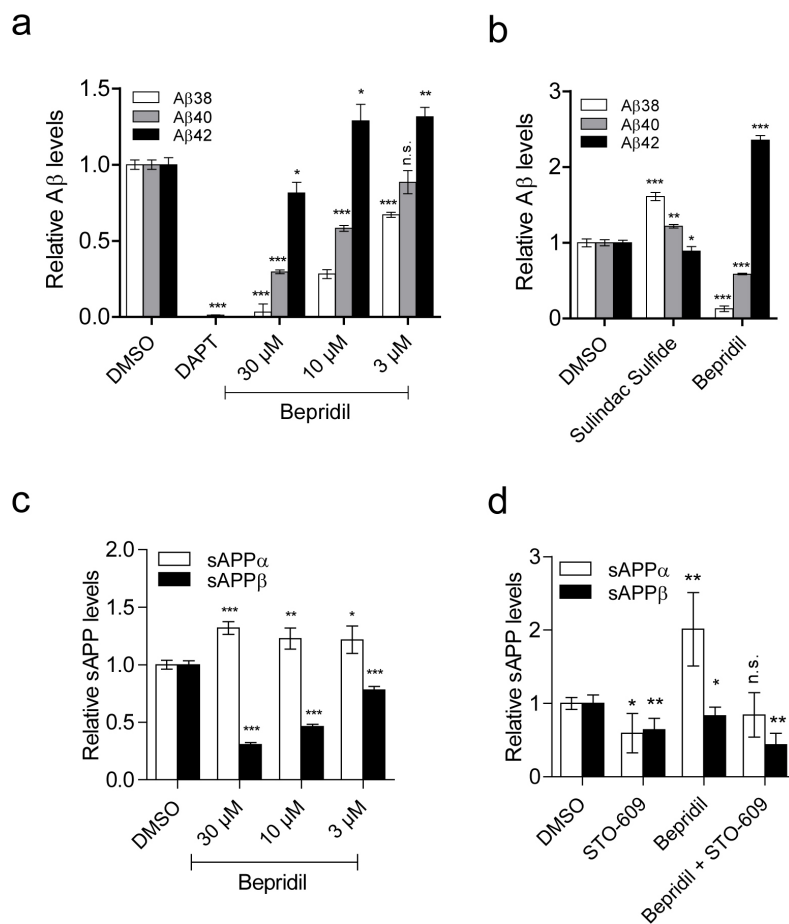 a
Relative Aβ levels
1.5
1.0
0.5
0.0
Aβ38
Aβ40
Aβ42
***
***
***
*
***
*
***
n.s.
**
DMSO
DAPT
30 µM
10 µM
3 µM
Bepridil
b
Relative Aβ levels
3
2
1
0
Aβ38
Aβ40
Aβ42
***
**
*
***
***
***
DMSO
Sulindac Sulfide
Bepridil
c
Relative sAPP levels
2.0
1.5
1.0
0.5
0.0
sAPPα
sAPPβ
***
***
**
***
*
***
DMSO
30 µM
10 µM
3 µM
Bepridil
d
Relative sAPP levels
3
2
1
0
sAPPα
sAPPβ
*
**
**
*
n.s.
**
DMSO
STO-609
Bepridil
Bepridil + STO-609